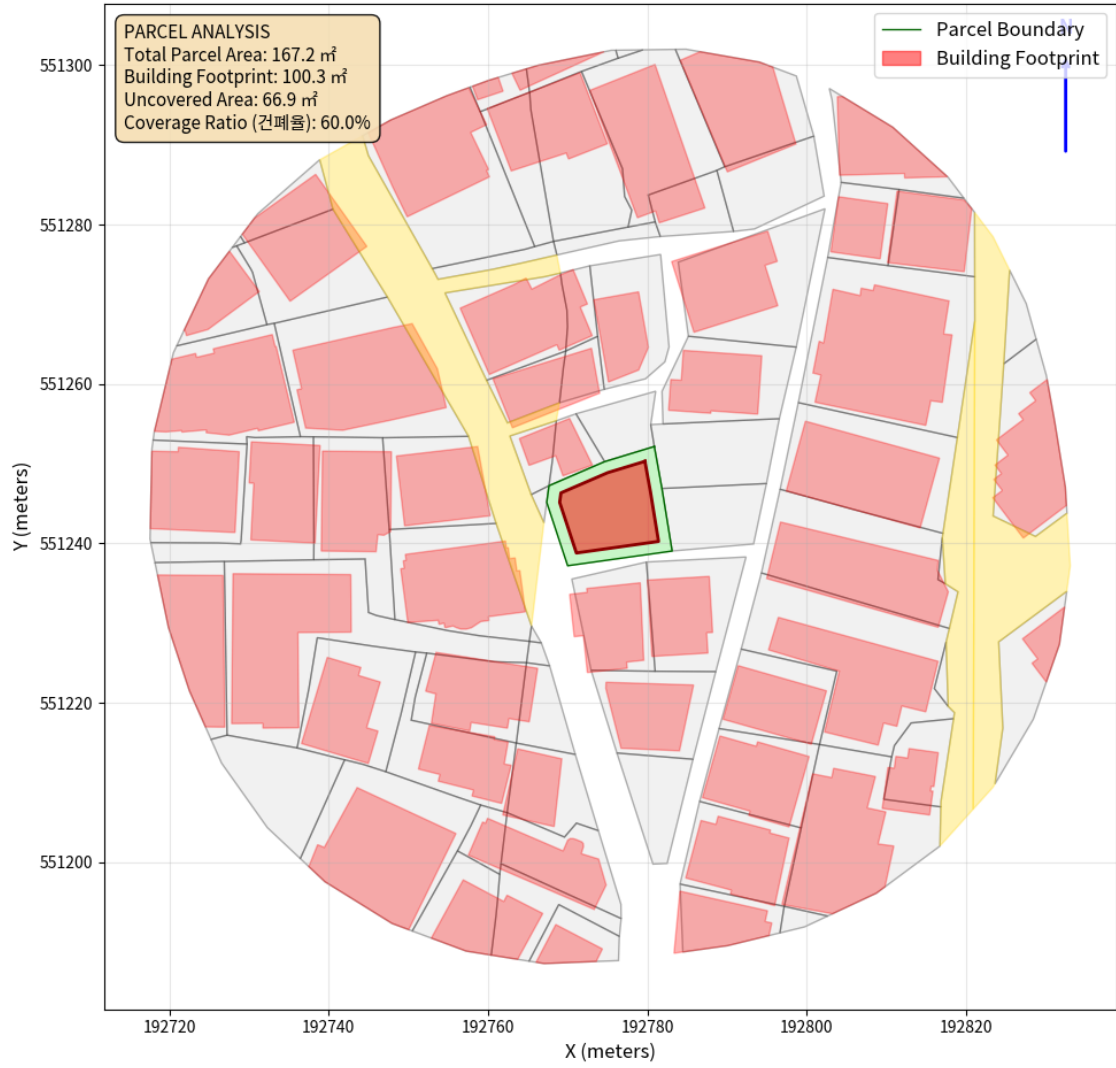 PARCEL ANALYSIS
Total Parcel Area: 167.2 ㎡
Building Footprint: 100.3 ㎡
Uncovered Area: 66.9 ㎡
Coverage Ratio (건폐율): 60.0%
N
Parcel Boundary
Building Footprint
551300
551280
551260
551240
551220
551200
Y (meters)
192720
192740
192760
192780
192800
192820
X (meters)